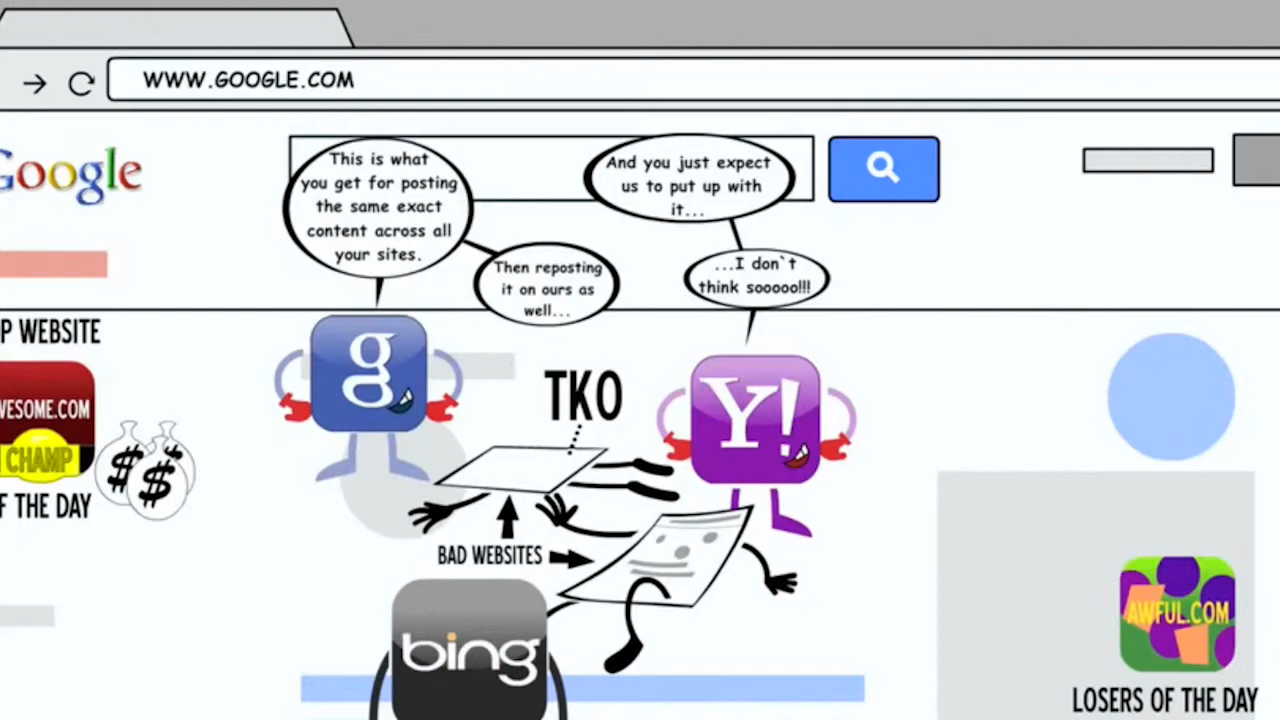 WWW.GOOGLE.COM
Google
This is what
you get for posting
the same exact
content across all
your sites.
Then reposting
it on ours as
well...
And you just expect
us to put up with
it...
...I don`t
think sooooo!!!
P WEBSITE
WESOME.COM
CHAMP
OF THE DAY
$ $ $
g
TKO
Y!
BAD WEBSITES
bing
AWFUL.COM
LOSERS OF THE DAY